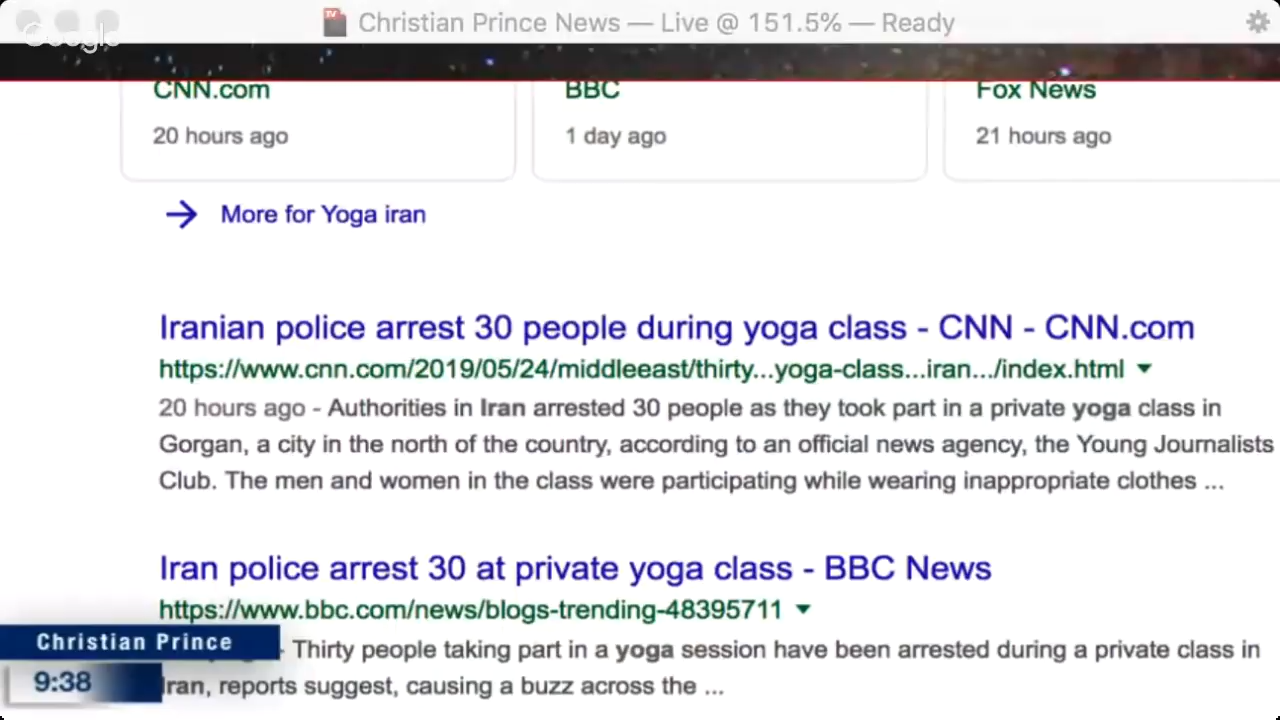 Christian Prince News — Live @ 151.5% — Ready
Google
CNN.com
20 hours ago
BBC
1 day ago
Fox News
21 hours ago
More for Yoga iran
Iranian police arrest 30 people during yoga class - CNN - CNN.com
https://www.cnn.com/2019/05/24/middleeast/thirty...yoga-class...iran.../index.html
20 hours ago - Authorities in Iran arrested 30 people as they took part in a private yoga class in
Gorgan, a city in the north of the country, according to an official news agency, the Young Journalists
Club. The men and women in the class were participating while wearing inappropriate clothes ...
Iran police arrest 30 at private yoga class - BBC News
https://www.bbc.com/news/blogs-trending-48395711
- Thirty people taking part in a yoga session have been arrested during a private class in
Iran, reports suggest, causing a buzz across the ...
Christian Prince
9:38